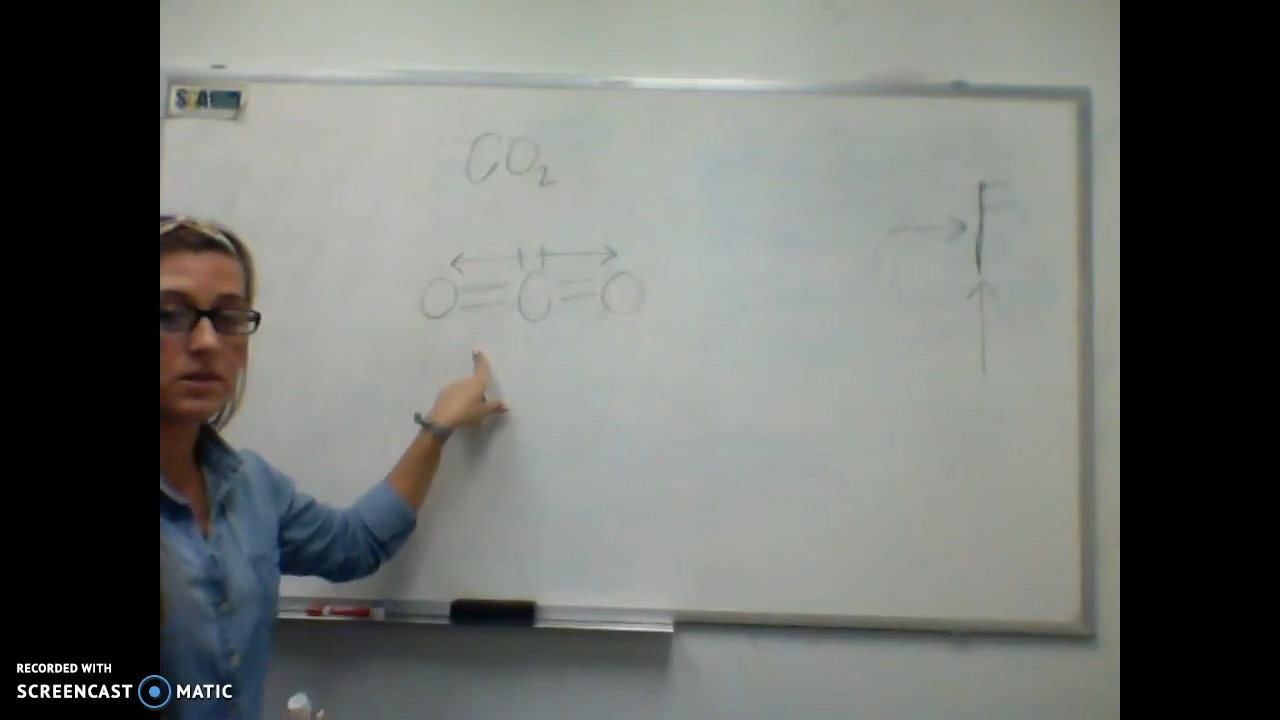 CO₂
O=C=O
F
RECORDED WITH
SCREENCAST MATIC